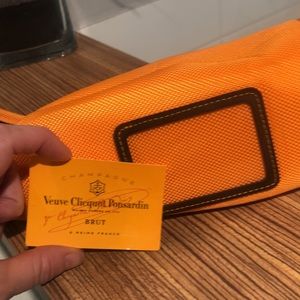 CHAMPAGNE
Veuve Clicquot Ponsardin
BRUT
A REIMS FRANCE